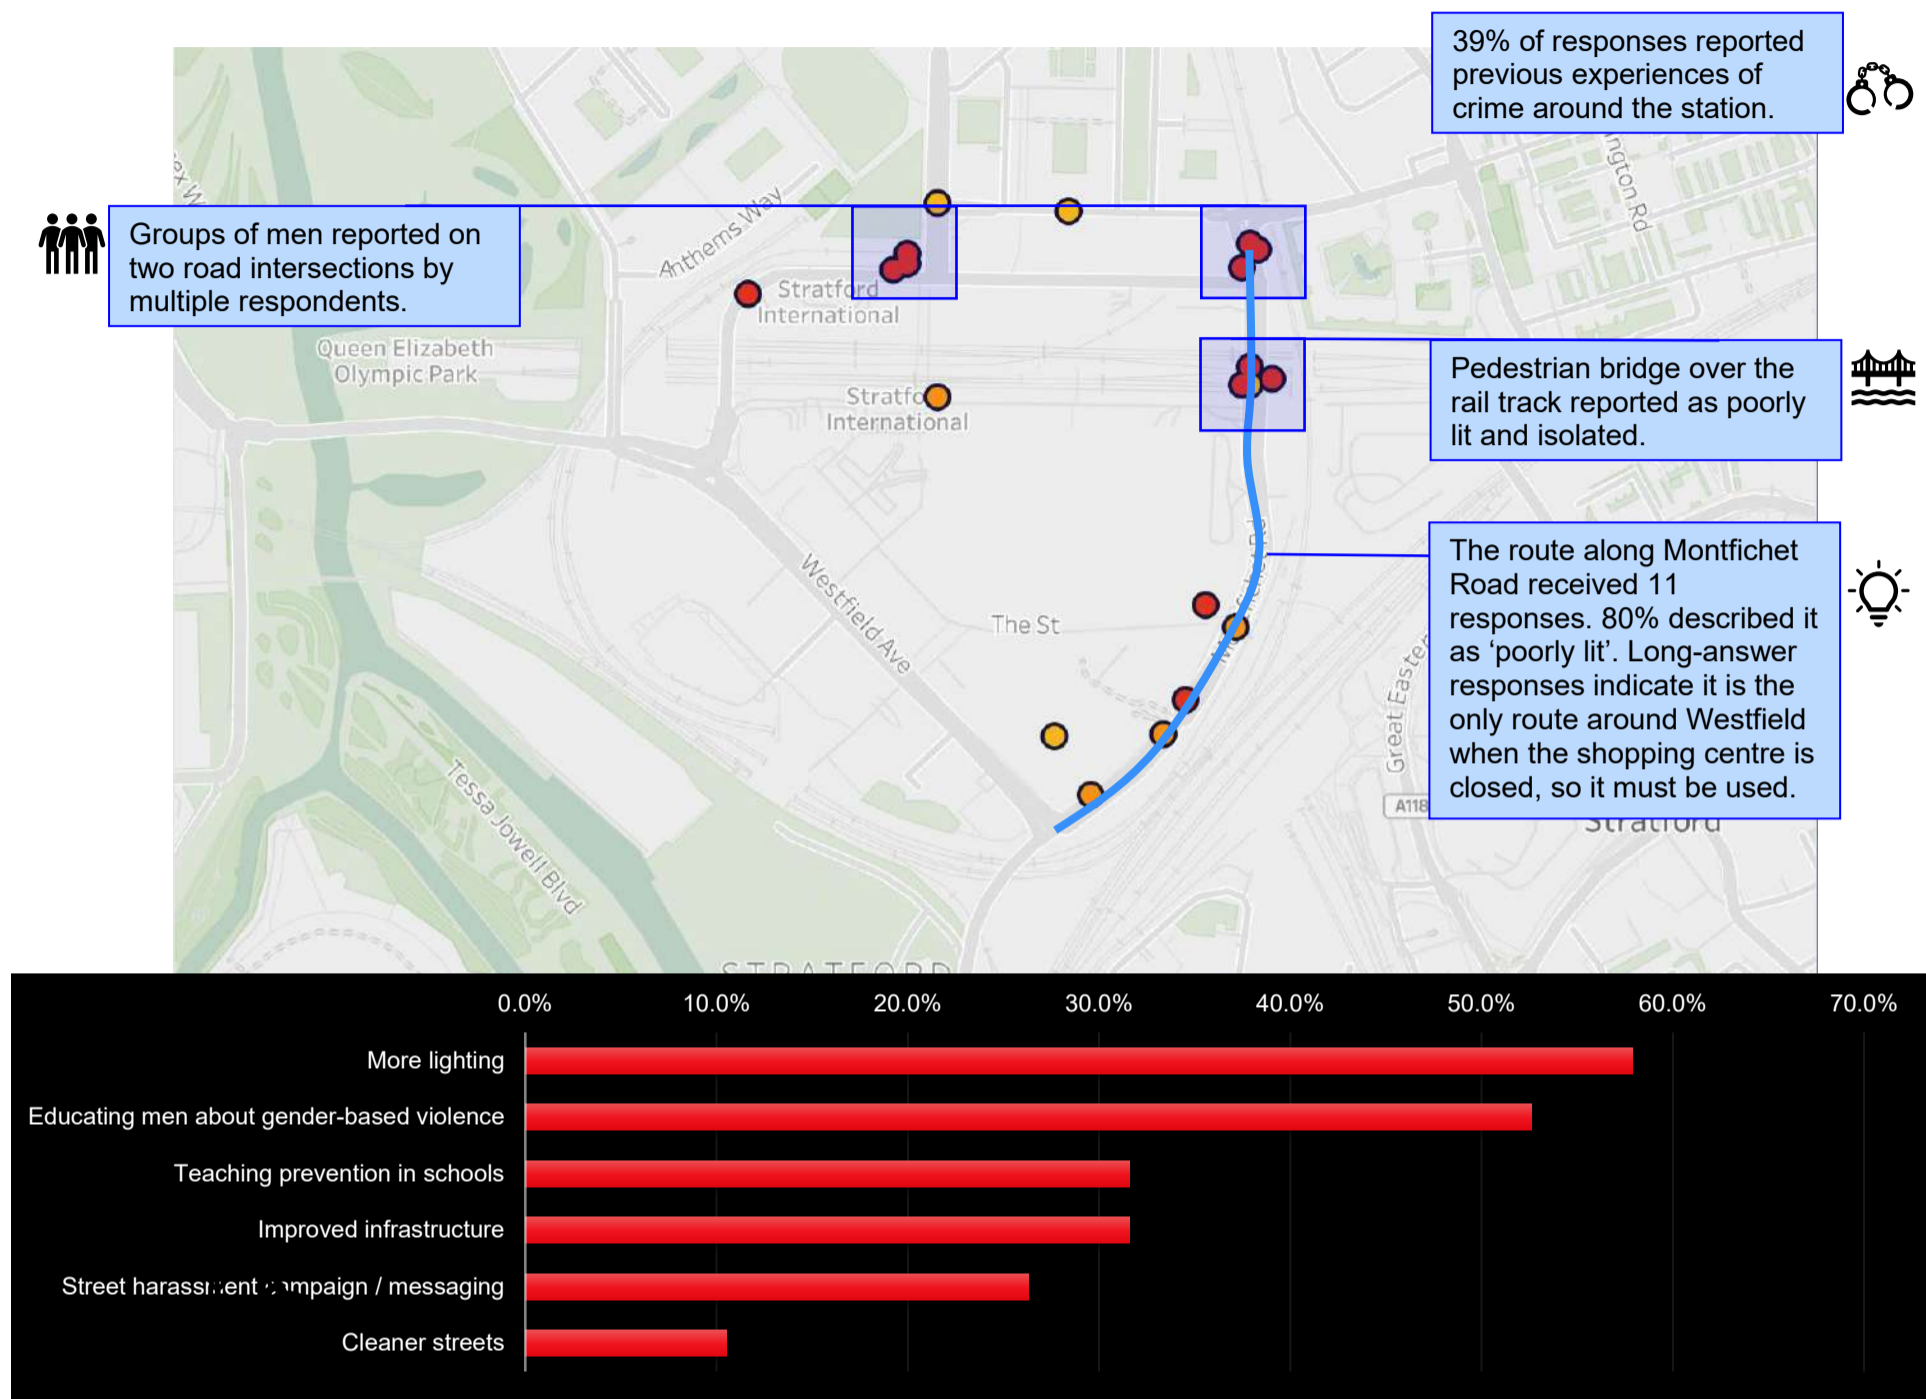 39% of responses reported
previous experiences of
crime around the station.
Groups of men reported on
two road intersections by
multiple respondents.
Anthems Way
Stratford
International
Queen Elizabeth
Olympic Park
Stratfo
International
Pedestrian bridge over the
rail track reported as poorly
lit and isolated.
The route along Montfichet
Road received 11
responses. 80% described it
as ‘poorly lit’. Long-answer
responses indicate it is the
only route around Westfield
when the shopping centre is
closed, so it must be used.
Westfield Ave
The St
Great Easter
Tessa Jowell Blvd
A118
Stratford
STRATFORD
0.0% 10.0% 20.0% 30.0% 40.0% 50.0% 60.0% 70.0%
More lighting
Educating men about gender-based violence
Teaching prevention in schools
Improved infrastructure
Street harassment campaign / messaging
Cleaner streets